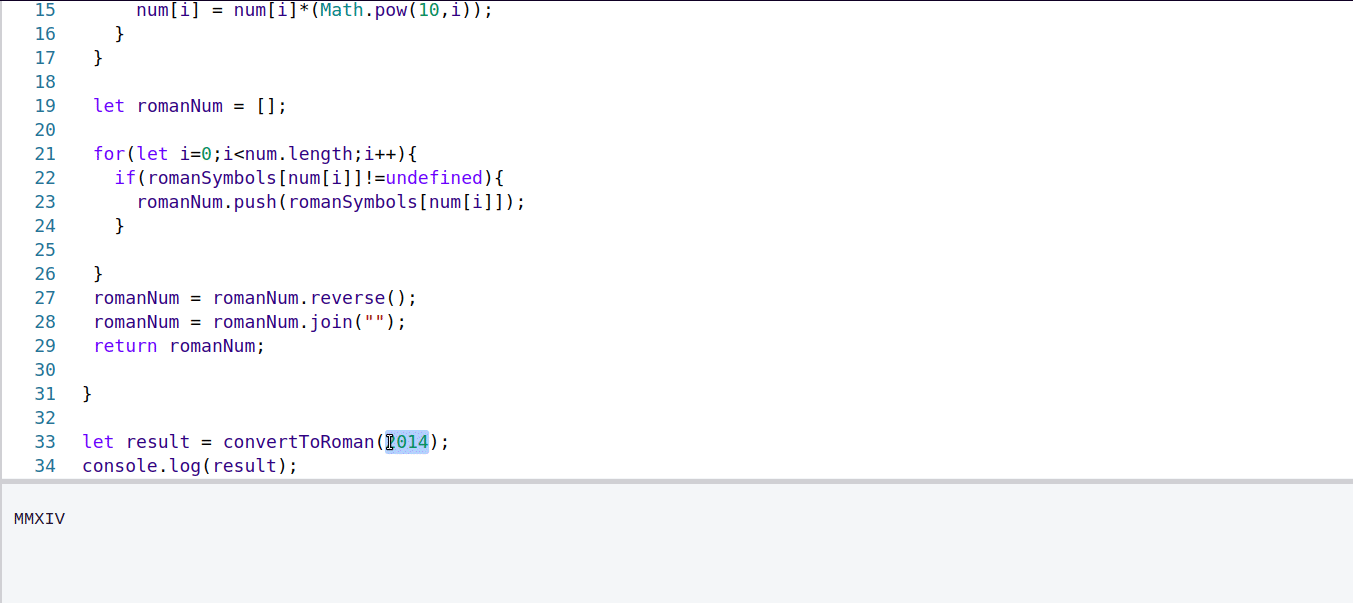 15 num[i] = num[i]*(Math.pow(10,i));
16 }
17 }
18
19 let romanNum = [];
20
21 for(let i=0;i<num.length;i++){
22 if(romanSymbols[num[i]]!=undefined){
23 romanNum.push(romanSymbols[num[i]]);
24 }
25
26 }
27 romanNum = romanNum.reverse();
28 romanNum = romanNum.join("");
29 return romanNum;
30
31 }
32
33 let result = convertToRoman(2014);
34 console.log(result);
MMXIV